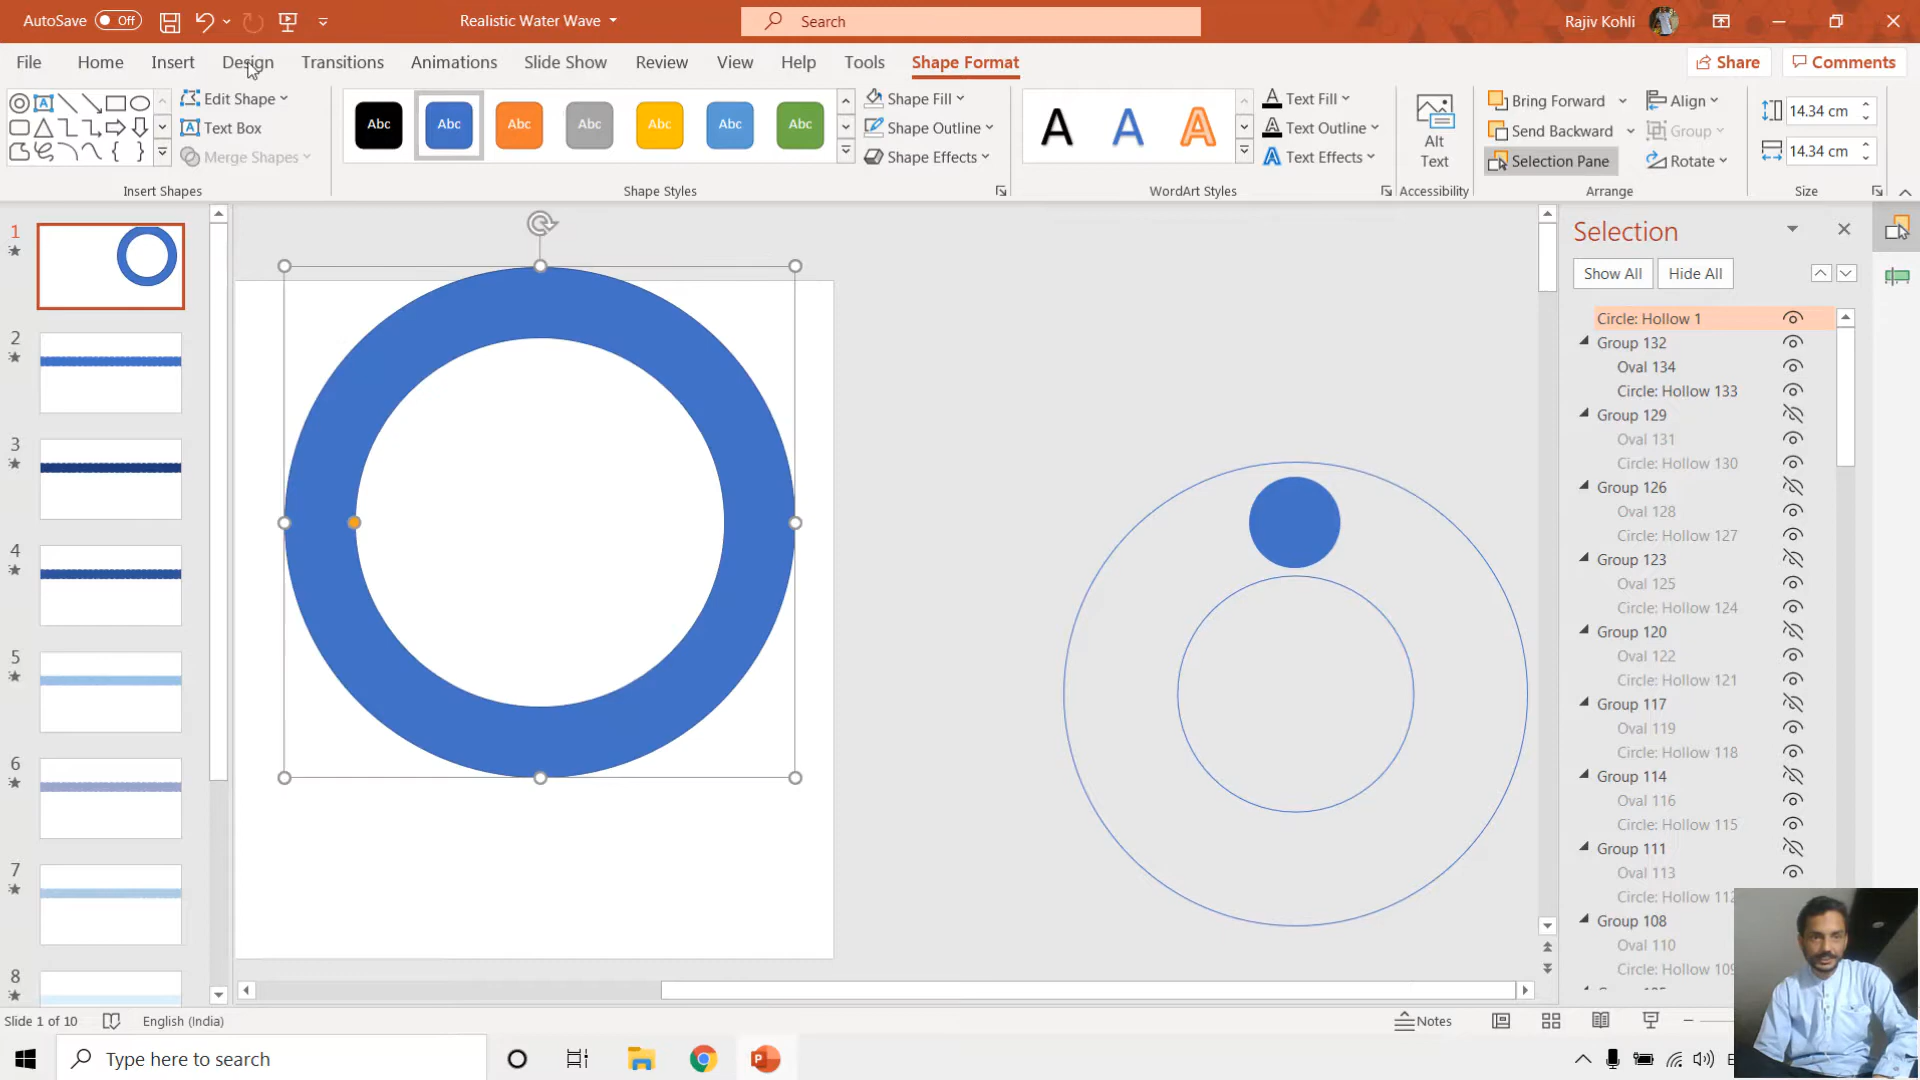 AutoSave Off Realistic Water Wave Search Rajiv Kohli
File Home Insert Design Transitions Animations Slide Show Review View Help Tools Shape Format Share Comments
Edit Shape
Text Box
Merge Shapes
Insert Shapes
Abc Abc Abc Abc Abc Abc Abc
Shape Fill
Shape Outline
Shape Effects
Shape Styles
A A A
Text Fill
Text Outline
Text Effects
WordArt Styles
Alt
Text
Accessibility
Bring Forward
Send Backward
Selection Pane
Align
Group
Rotate
Arrange
14.34 cm
14.34 cm
Size
1
2
3
4
5
6
7
8
Selection
Show All Hide All
Circle: Hollow 1
Group 132
Oval 134
Circle: Hollow 133
Group 129
Oval 131
Circle: Hollow 130
Group 126
Oval 128
Circle: Hollow 127
Group 123
Oval 125
Circle: Hollow 124
Group 120
Oval 122
Circle: Hollow 121
Group 117
Oval 119
Circle: Hollow 118
Group 114
Oval 116
Circle: Hollow 115
Group 111
Oval 113
Circle: Hollow 112
Group 108
Oval 110
Circle: Hollow 109
Slide 1 of 10 English (India) Notes
Type here to search